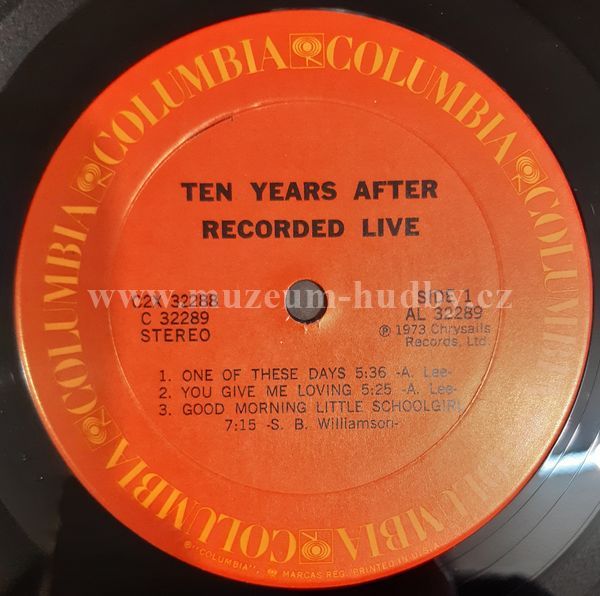 COLUMBIA COLUMBIA COLUMBIA COLUMBIA COLUMBIA COLUMBIA
TEN YEARS AFTER
RECORDED LIVE
www.muzeum-hudby.cz
C2X 32288
C 32289
STEREO
SIDE 1
AL 32289
℗ 1973 Chrysalis
Records, Ltd.
1. ONE OF THESE DAYS 5:36 -A. Lee-
2. YOU GIVE ME LOVING 5:25 -A. Lee-
3. GOOD MORNING LITTLE SCHOOLGIRL
7:15 -S. B. Williamson-
® "COLUMBIA", MARCAS REG. PRINTED IN U.S.A.